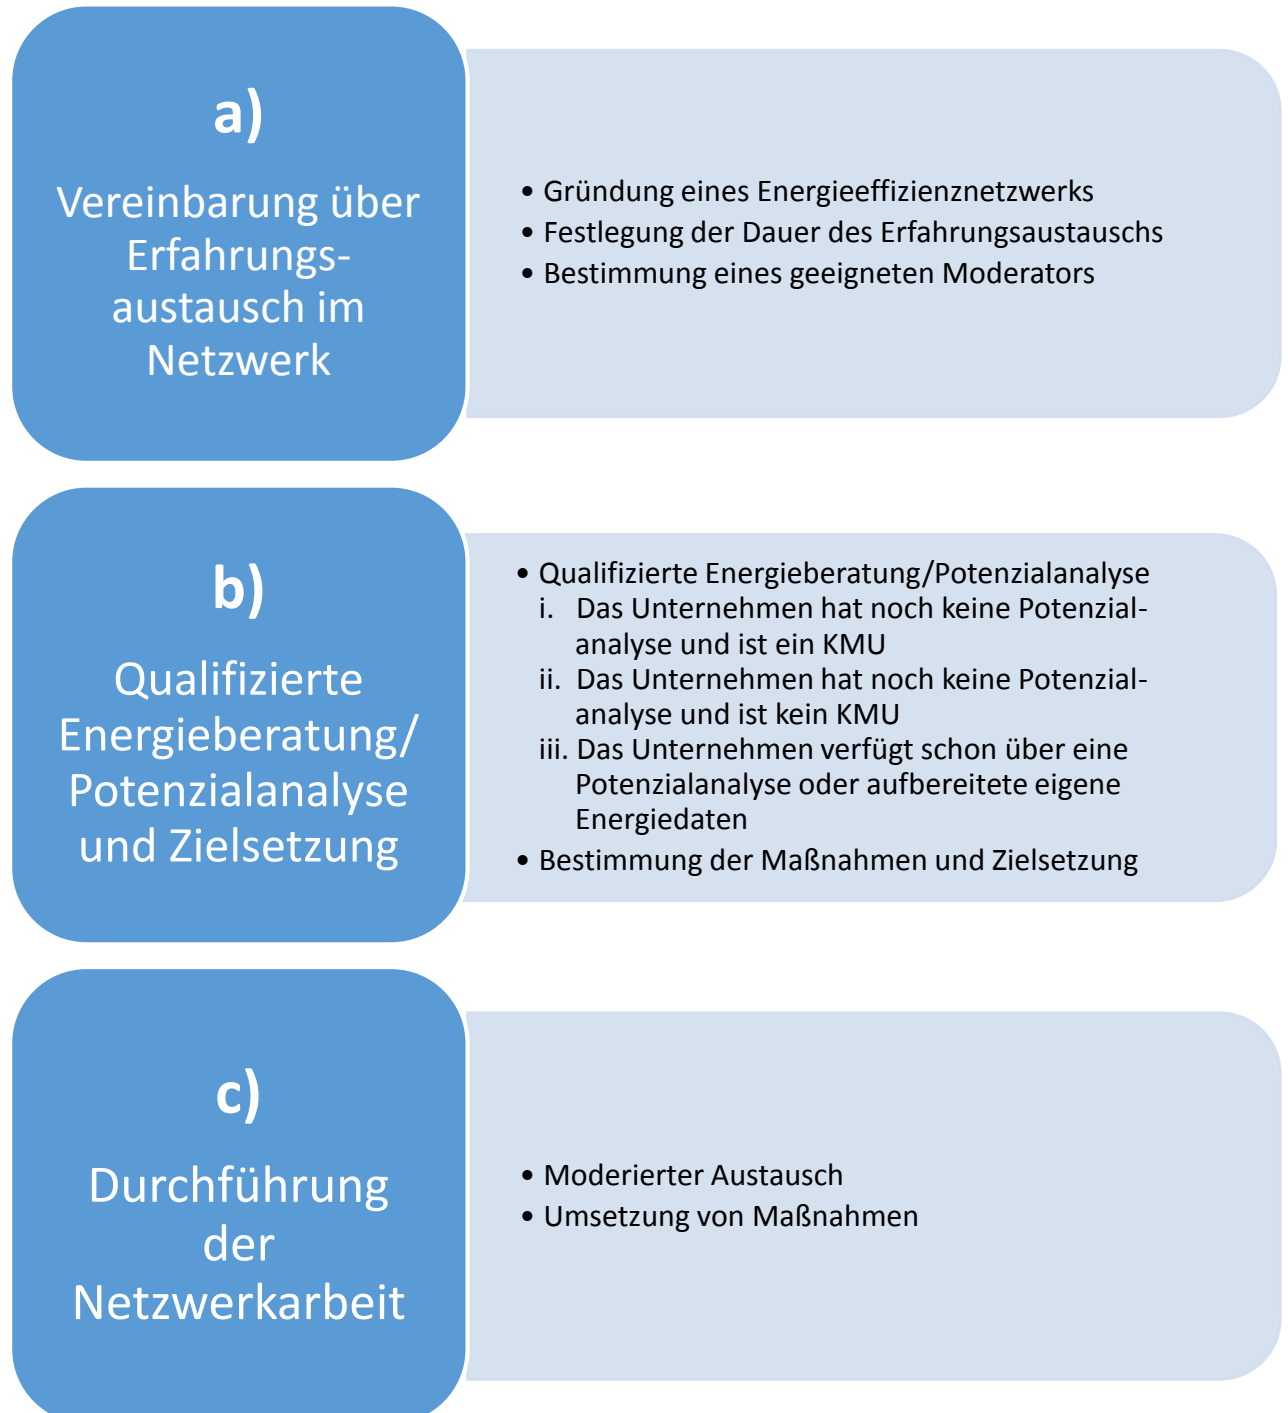 a)
Vereinbarung über
Erfahrungs-
austausch im
Netzwerk
• Gründung eines Energieeffizienznetzwerks
• Festlegung der Dauer des Erfahrungsaustauschs
• Bestimmung eines geeigneten Moderators
b)
Qualifizierte
Energieberatung/
Potenzialanalyse
und Zielsetzung
• Qualifizierte Energieberatung/Potenzialanalyse
i. Das Unternehmen hat noch keine Potenzial-
analyse und ist ein KMU
ii. Das Unternehmen hat noch keine Potenzial-
analyse und ist kein KMU
iii. Das Unternehmen verfügt schon über eine
Potenzialanalyse oder aufbereitete eigene
Energiedaten
• Bestimmung der Maßnahmen und Zielsetzung
c)
Durchführung
der
Netzwerkarbeit
• Moderierter Austausch
• Umsetzung von Maßnahmen